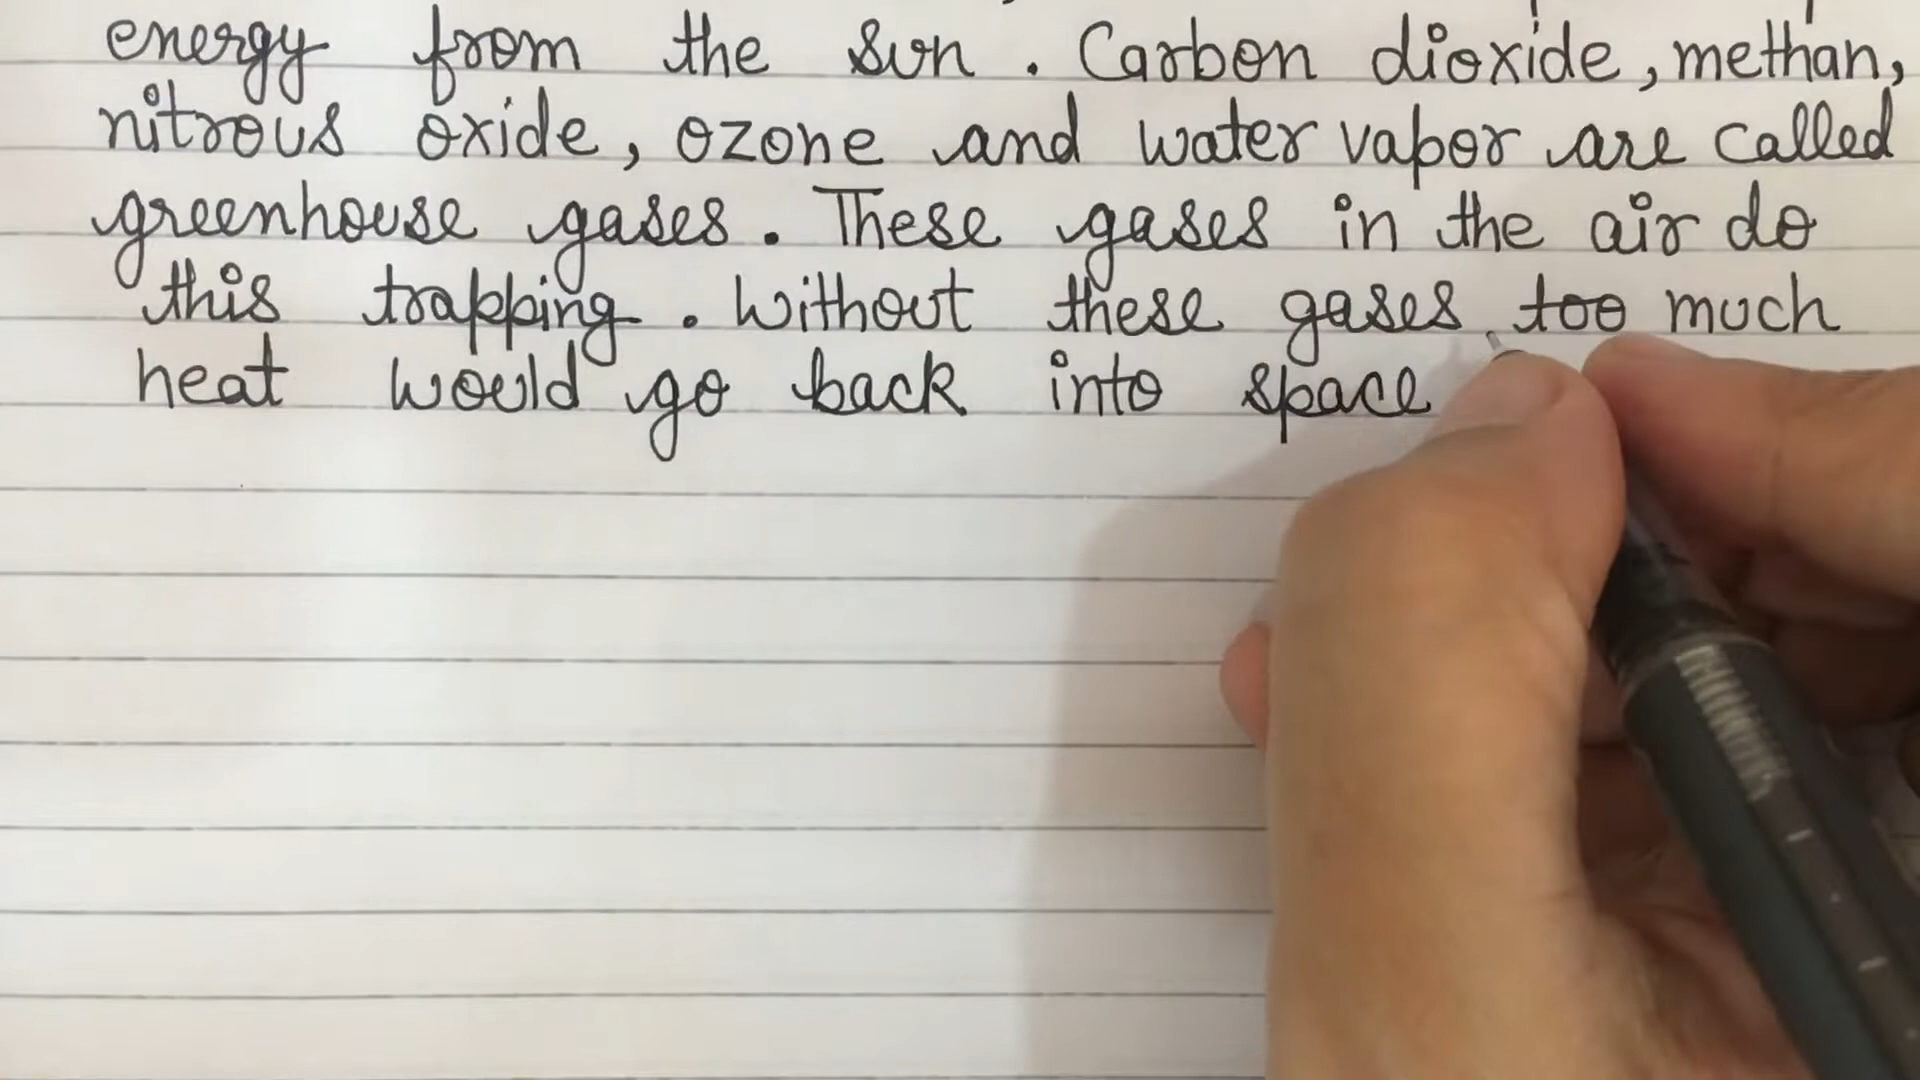 energy from the sun. Carbon dioxide, methan,
nitrous oxide, ozone and water vapor are called
greenhouse gases. These gases in the air do
this trapping. Without these gases too much
heat would go back into space